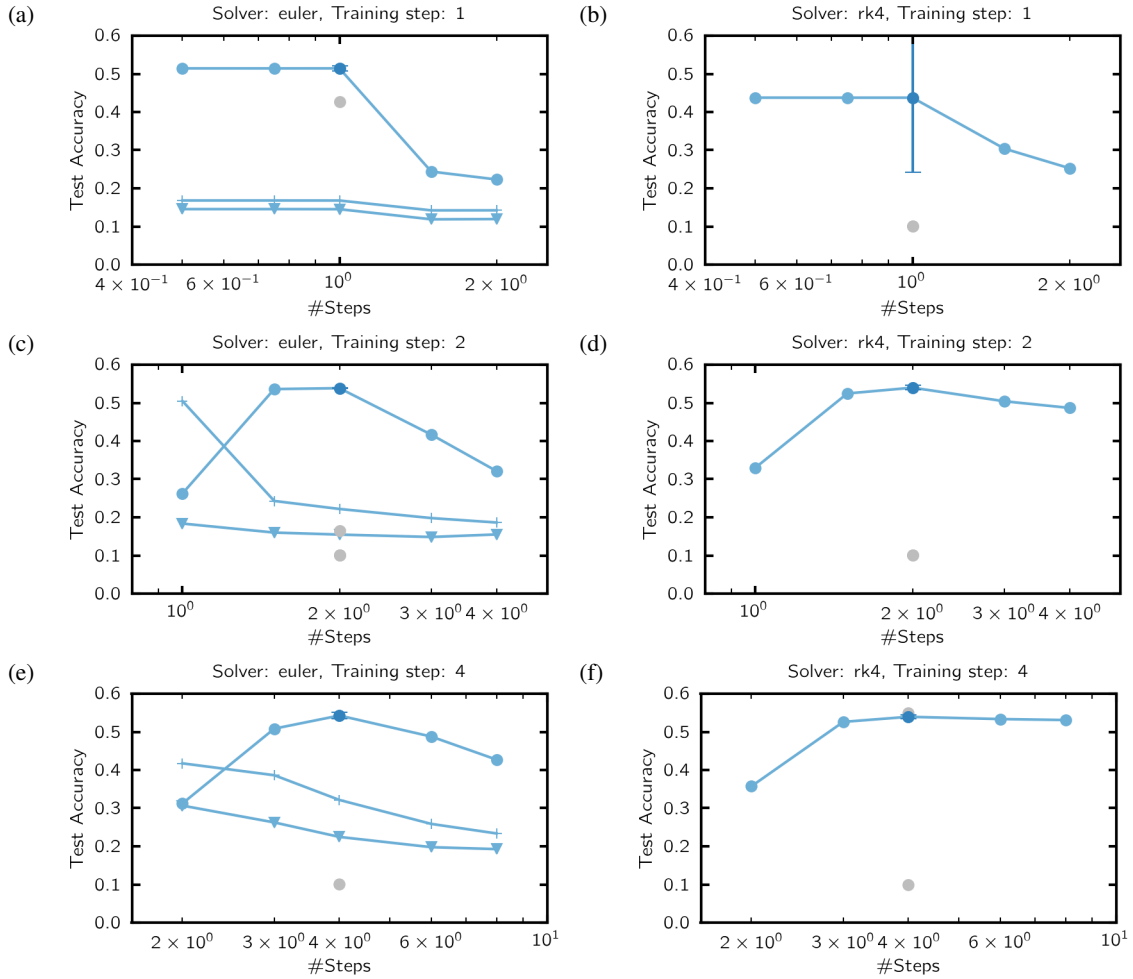 (a)
Solver: euler, Training step: 1
Test Accuracy
0.6
0.5
0.4
0.3
0.2
0.1
0.0
4 × 10⁻¹
6 × 10⁻¹
10⁰
2 × 10⁰
#Steps
(b)
Solver: rk4, Training step: 1
Test Accuracy
0.6
0.5
0.4
0.3
0.2
0.1
0.0
4 × 10⁻¹
6 × 10⁻¹
10⁰
2 × 10⁰
#Steps
(c)
Solver: euler, Training step: 2
Test Accuracy
0.6
0.5
0.4
0.3
0.2
0.1
0.0
10⁰
2 × 10⁰
3 × 10⁰
4 × 10⁰
#Steps
(d)
Solver: rk4, Training step: 2
Test Accuracy
0.6
0.5
0.4
0.3
0.2
0.1
0.0
10⁰
2 × 10⁰
3 × 10⁰
4 × 10⁰
#Steps
(e)
Solver: euler, Training step: 4
Test Accuracy
0.6
0.5
0.4
0.3
0.2
0.1
0.0
2 × 10⁰
3 × 10⁰
4 × 10⁰
6 × 10⁰
10¹
#Steps
(f)
Solver: rk4, Training step: 4
Test Accuracy
0.6
0.5
0.4
0.3
0.2
0.1
0.0
2 × 10⁰
3 × 10⁰
4 × 10⁰
6 × 10⁰
10¹
#Steps